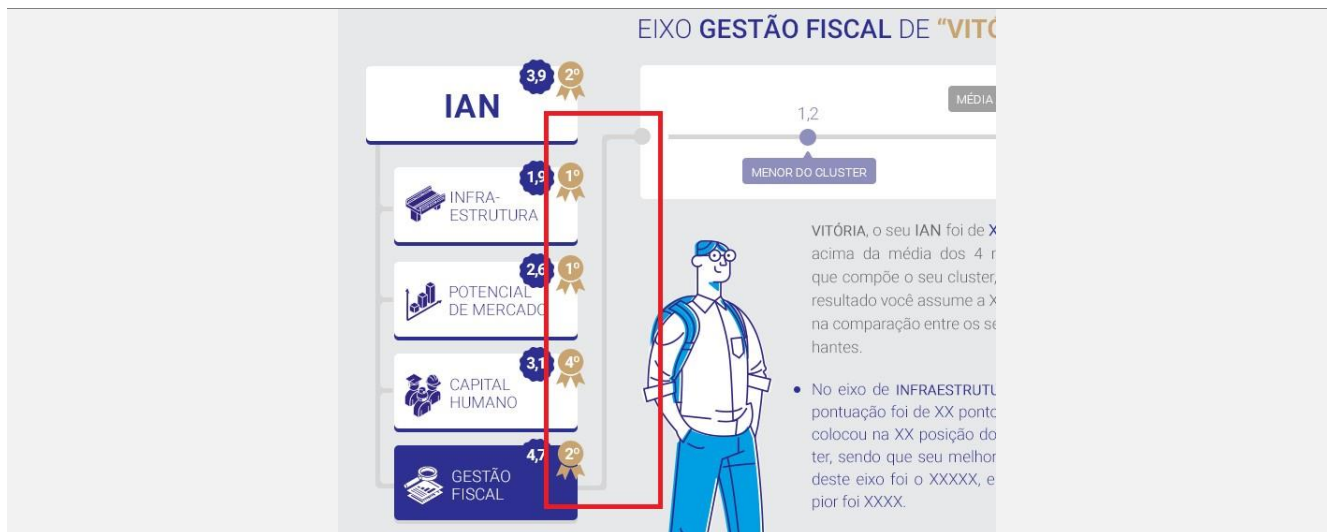 EIXO GESTÃO FISCAL DE "VITÓ
IAN
3,9
2º
INFRA-
ESTRUTURA
1,9
1º
POTENCIAL
DE MERCADO
2,6
1º
CAPITAL
HUMANO
3,1
4º
GESTÃO
FISCAL
4,7
2º
MÉDIA
1,2
MENOR DO CLUSTER
VITÓRIA, o seu IAN foi de X
acima da média dos 4
que compõe o seu cluster,
resultado você assume a X
na comparação entre os se
hantes.
• No eixo de INFRAESTRUTU
pontuação foi de XX ponto
colocou na XX posição do
ter, sendo que seu melhor
deste eixo foi o XXXXX, e
pior foi XXXX.